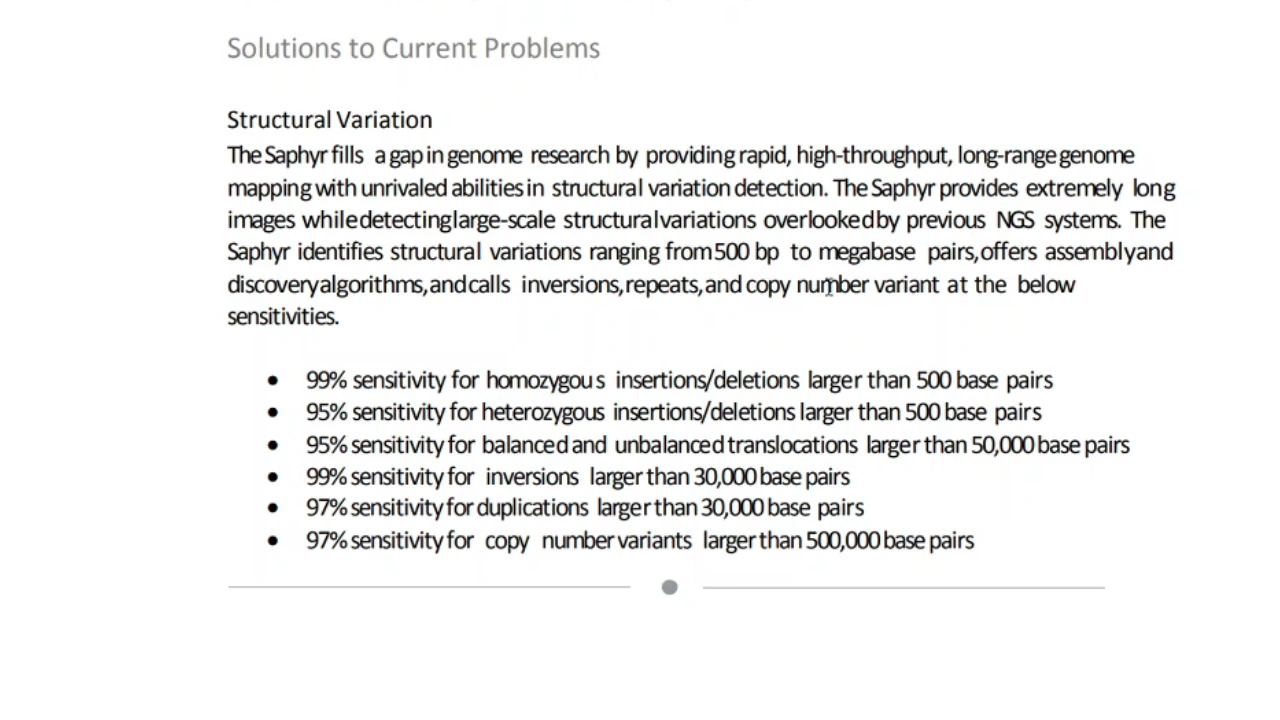 Solutions to Current Problems
Structural Variation
The Saphyr fills a gap in genome research by providing rapid, high-throughput, long-range genome
mapping with unrivaled abilities in structural variation detection. The Saphyr provides extremely long
images while detecting large-scale structural variations overlooked by previous NGS systems. The
Saphyr identifies structural variations ranging from 500 bp to megabase pairs, offers assembly and
discovery algorithms, and calls inversions, repeats, and copy number variant at the below
sensitivities.
• 99% sensitivity for homozygous insertions/deletions larger than 500 base pairs
• 95% sensitivity for heterozygous insertions/deletions larger than 500 base pairs
• 95% sensitivity for balanced and unbalanced translocations larger than 50,000 base pairs
• 99% sensitivity for inversions larger than 30,000 base pairs
• 97% sensitivity for duplications larger than 30,000 base pairs
• 97% sensitivity for copy number variants larger than 500,000 base pairs